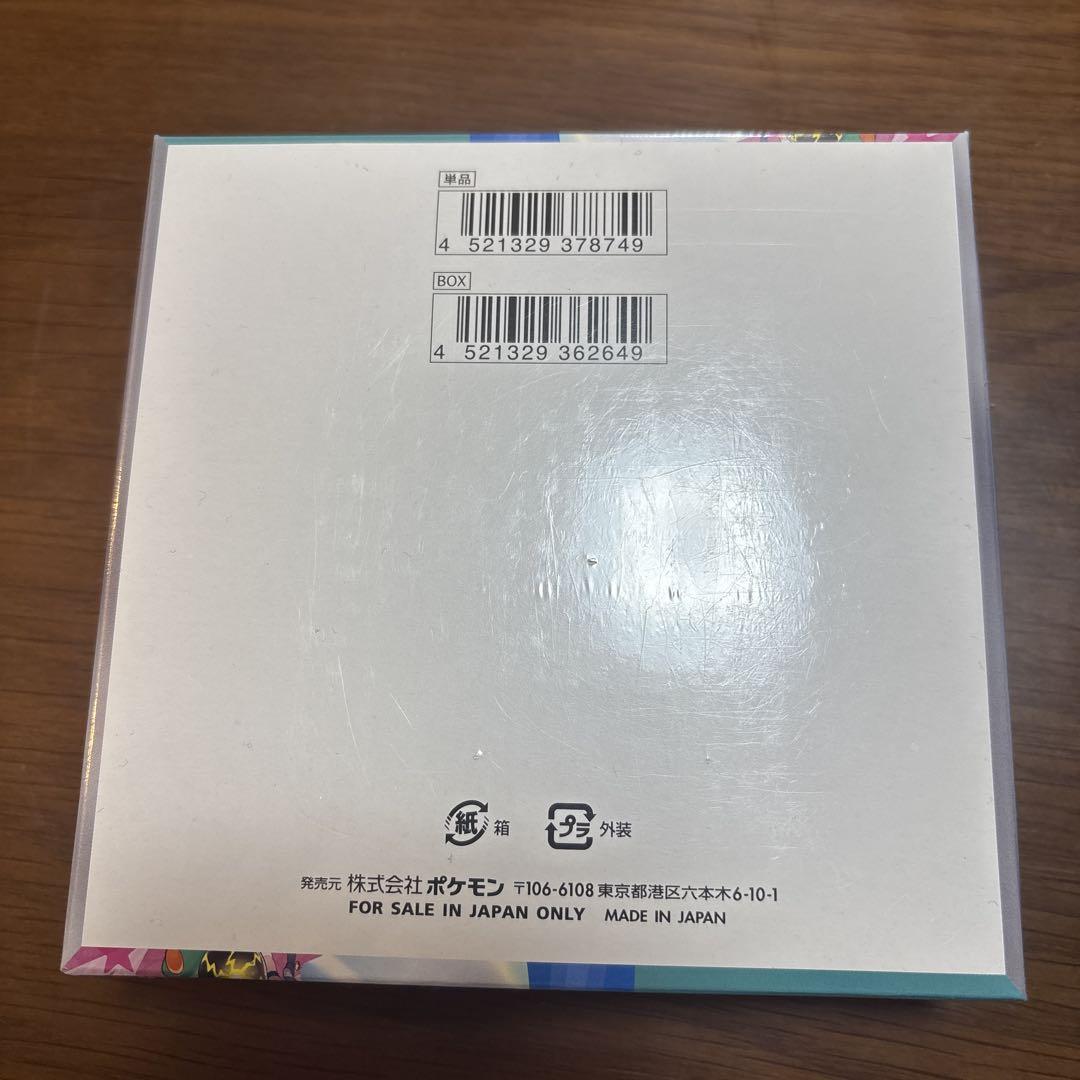 単品
4 521329 378749
BOX
4 521329 362649
紙 箱
プラ 外装
発売元 株式会社 ポケモン 〒106-6108 東京都港区六本木6-10-1
FOR SALE IN JAPAN ONLY MADE IN JAPAN